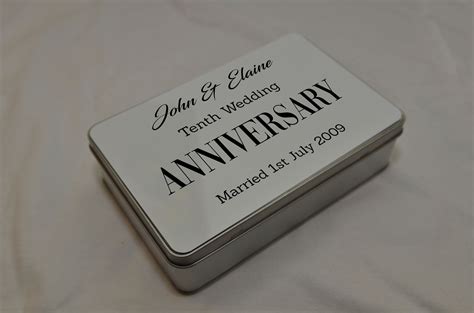 John & Elaine
Tenth Wedding
ANNIVERSARY
Married 1st July 2009